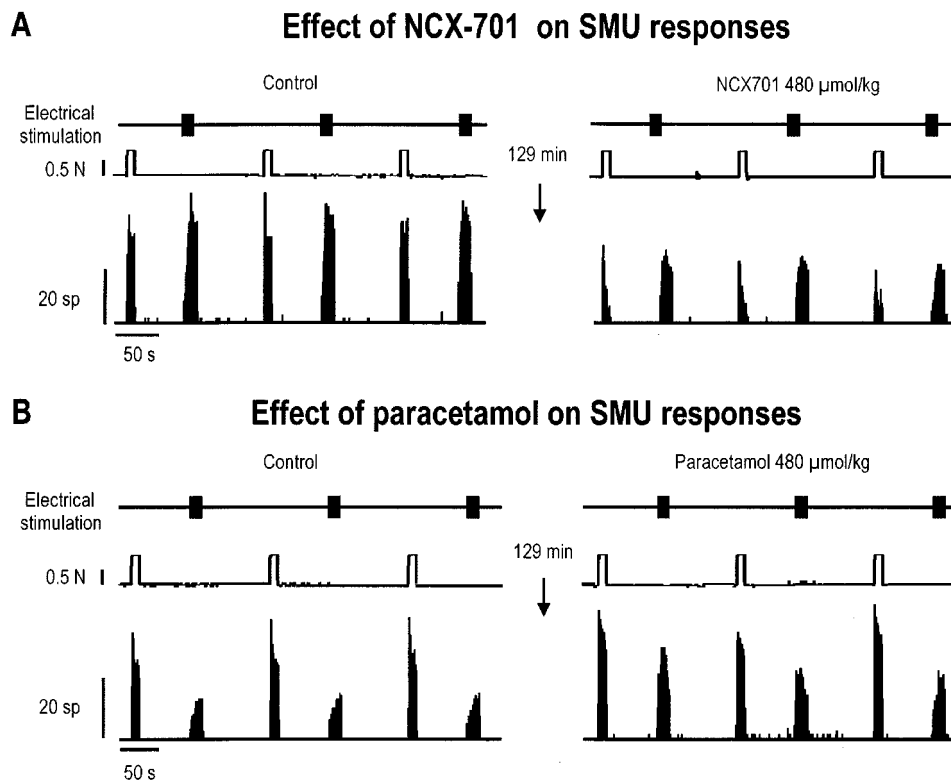 A
Effect of NCX-701 on SMU responses
Control
NCX701 480 µmol/kg
Electrical
stimulation
0.5 N
129 min
20 sp
50 s
B
Effect of paracetamol on SMU responses
Control
Paracetamol 480 µmol/kg
Electrical
stimulation
0.5 N
129 min
20 sp
50 s